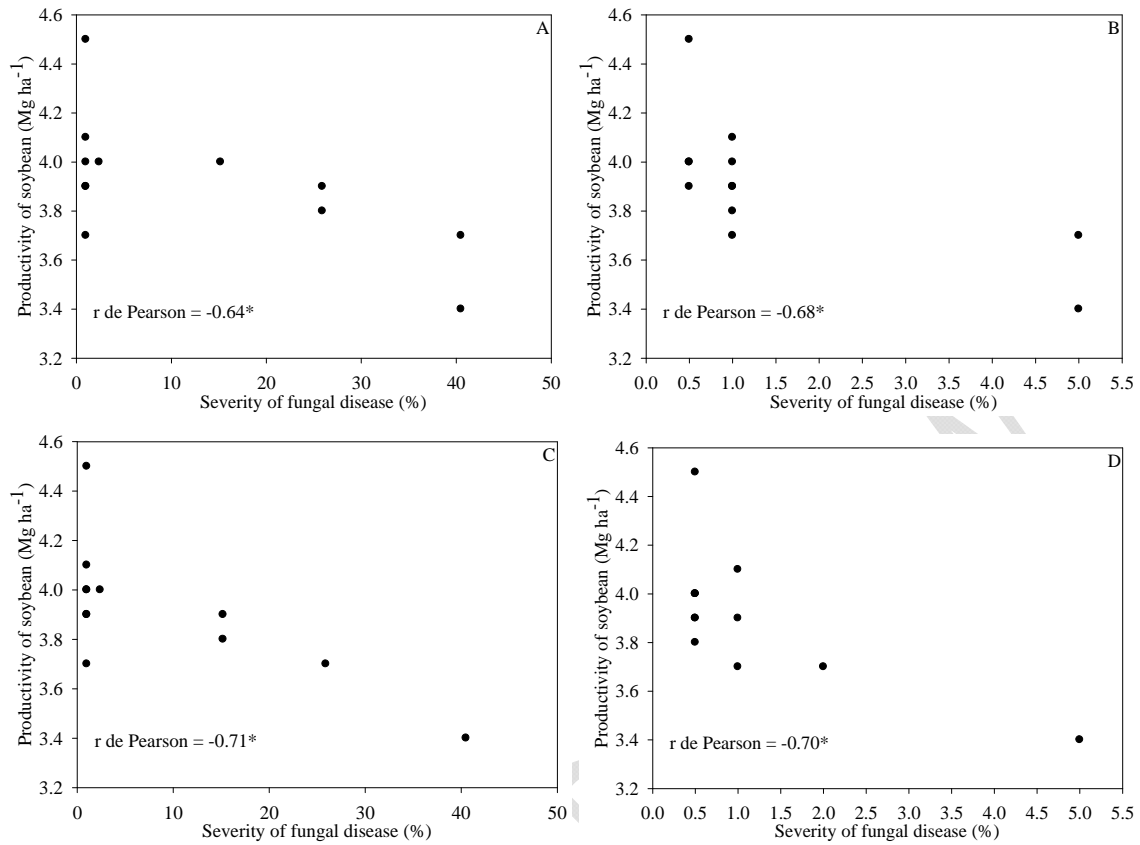 A
Productivity of soybean (Mg ha⁻¹)
4.6
4.4
4.2
4.0
3.8
3.6
3.4
3.2
r de Pearson = -0.64*
0 10 20 30 40 50
Severity of fungal disease (%)
B
Productivity of soybean (Mg ha⁻¹)
4.6
4.4
4.2
4.0
3.8
3.6
3.4
3.2
r de Pearson = -0.68*
0.0 0.5 1.0 1.5 2.0 2.5 3.0 3.5 4.0 4.5 5.0 5.5
Severity of fungal disease (%)
C
Productivity of soybean (Mg ha⁻¹)
4.6
4.4
4.2
4.0
3.8
3.6
3.4
3.2
r de Pearson = -0.71*
0 10 20 30 40 50
Severity of fungal disease (%)
D
Productivity of soybean (Mg ha⁻¹)
4.6
4.4
4.2
4.0
3.8
3.6
3.4
3.2
r de Pearson = -0.70*
0.0 0.5 1.0 1.5 2.0 2.5 3.0 3.5 4.0 4.5 5.0 5.5
Severity of fungal disease (%)